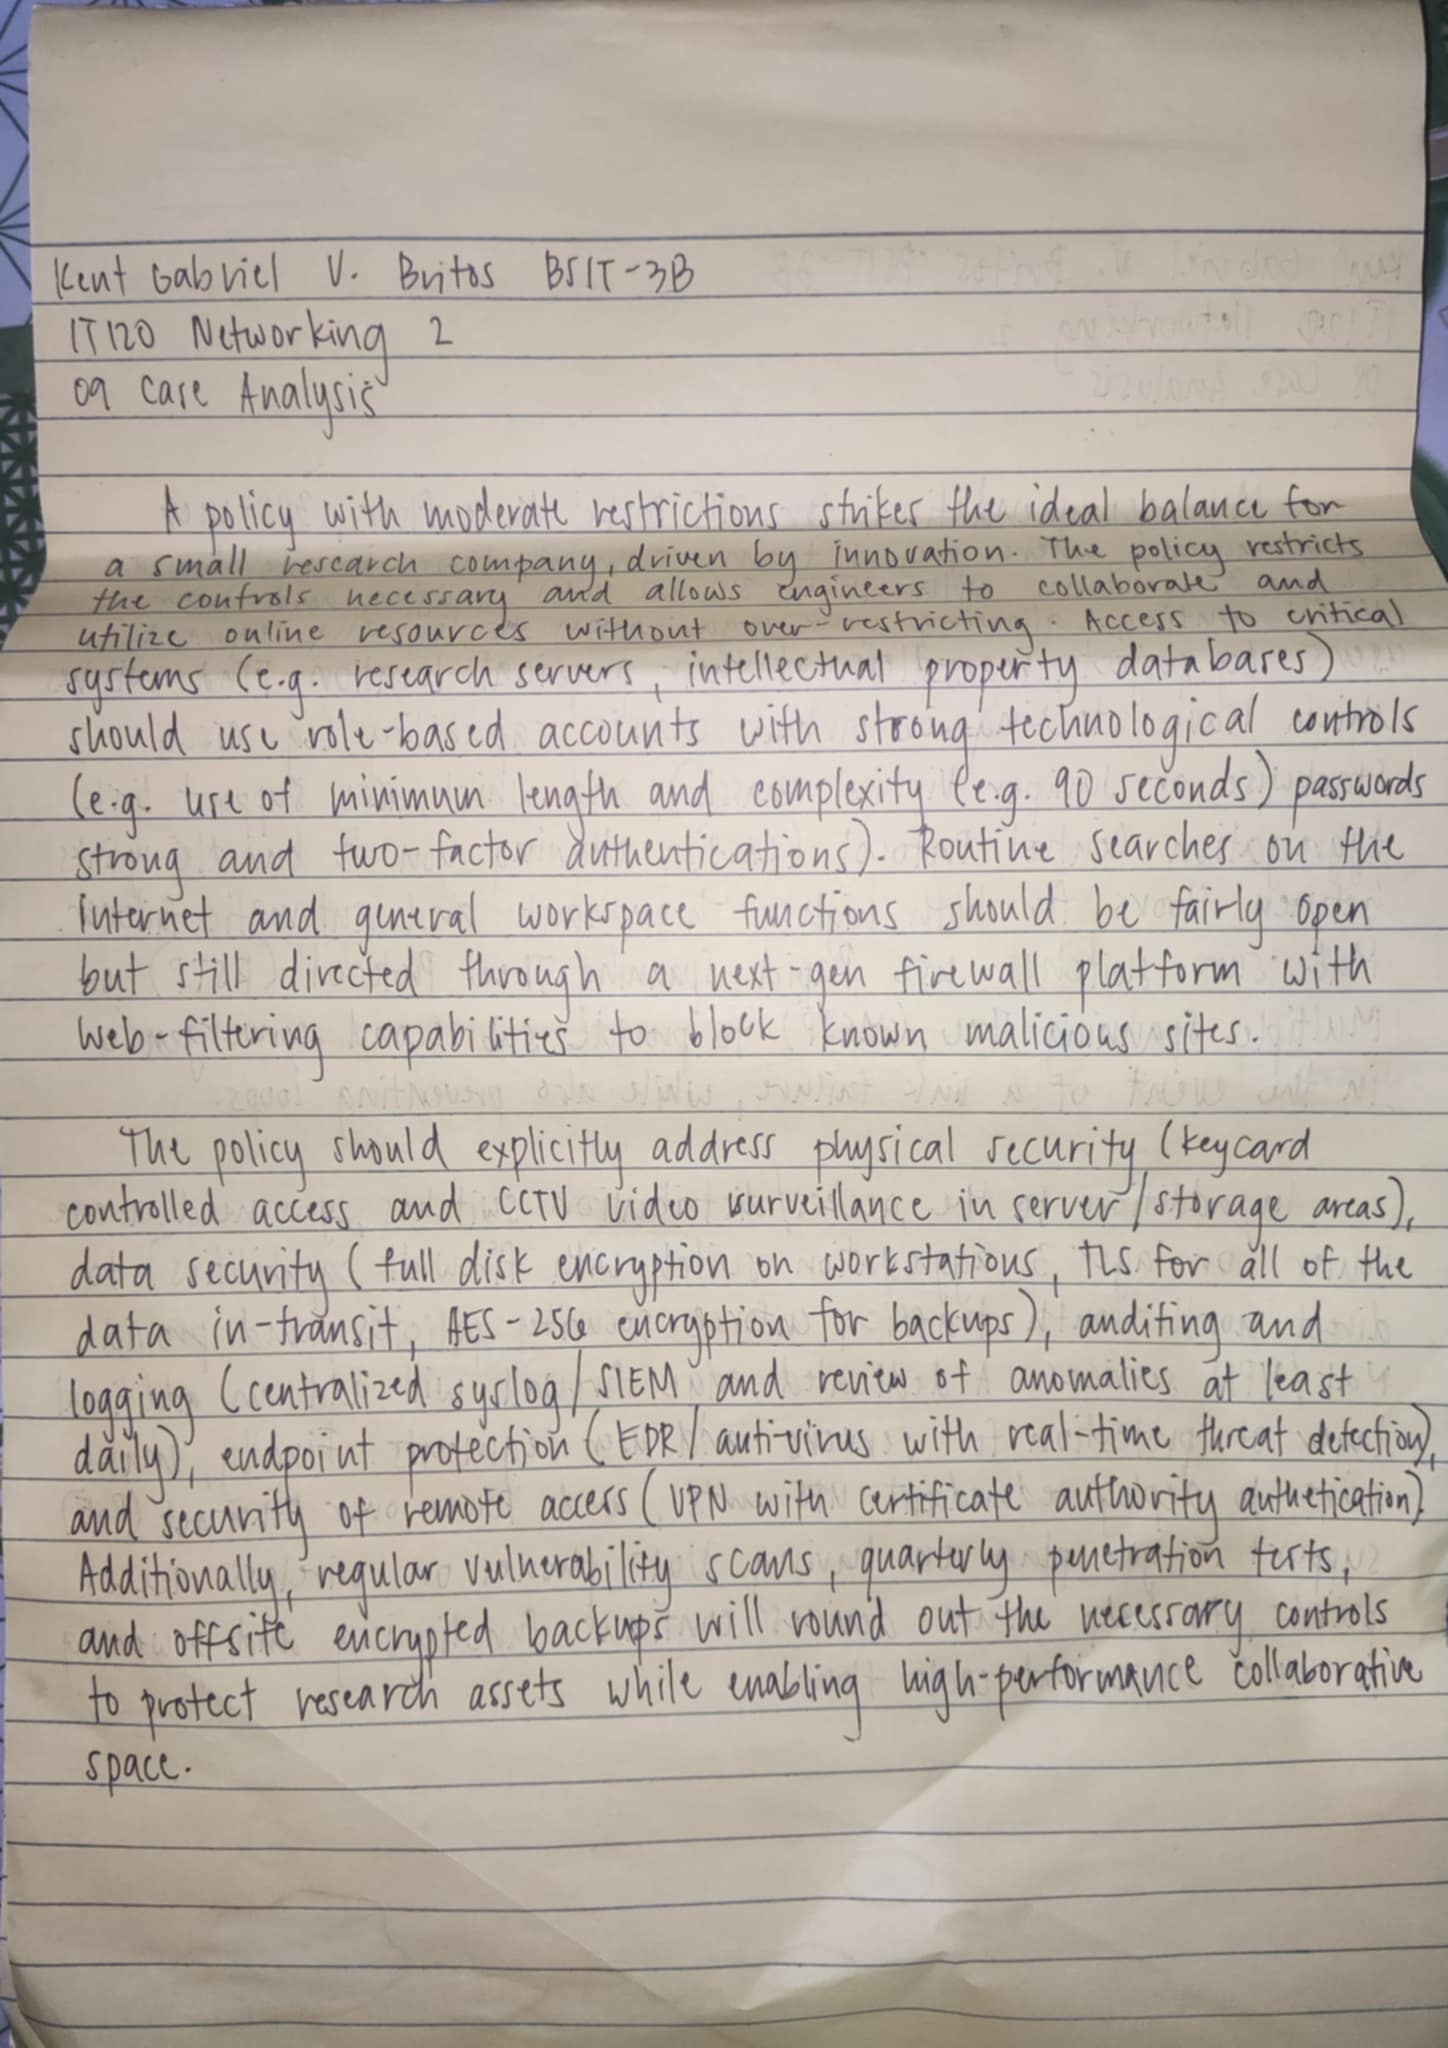 Kent Gabriel V. Britos BSIT-3B
IT120 Networking 2
09 Case Analysis
A policy with moderate restrictions strikes the ideal balance for
a small research company, driven by innovation. The policy restricts
the controls necessary and allows engineers to collaborate and
utilize online resources without over-restricting. Access to critical
systems (e.g. research servers, intellectual property databases)
should use role-based accounts with strong technological controls
(e.g. use of minimum length and complexity (e.g. 90 seconds) passwords
strong and two-factor authentications). Routine searches on the
internet and general workspace functions should be fairly open
but still directed through a next-gen firewall platform with
web-filtering capabilities to block known malicious sites.
The policy should explicitly address physical security (keycard
controlled access and CCTV video surveillance in server/storage areas),
data security (full disk encryption on workstations, TLS for all of the
data in-transit, AES-256 encryption for backups), auditing and
logging (centralized syslog/SIEM and review of anomalies at least
daily), endpoint protection (EDR/anti-virus with real-time threat detection),
and security of remote access (VPN with certificate authority authetication).
Additionally, regular vulnerability scans, quarterly penetration tests,
and offsite encrypted backups will round out the necessary controls
to protect research assets while enabling high-performance collaborative
space.